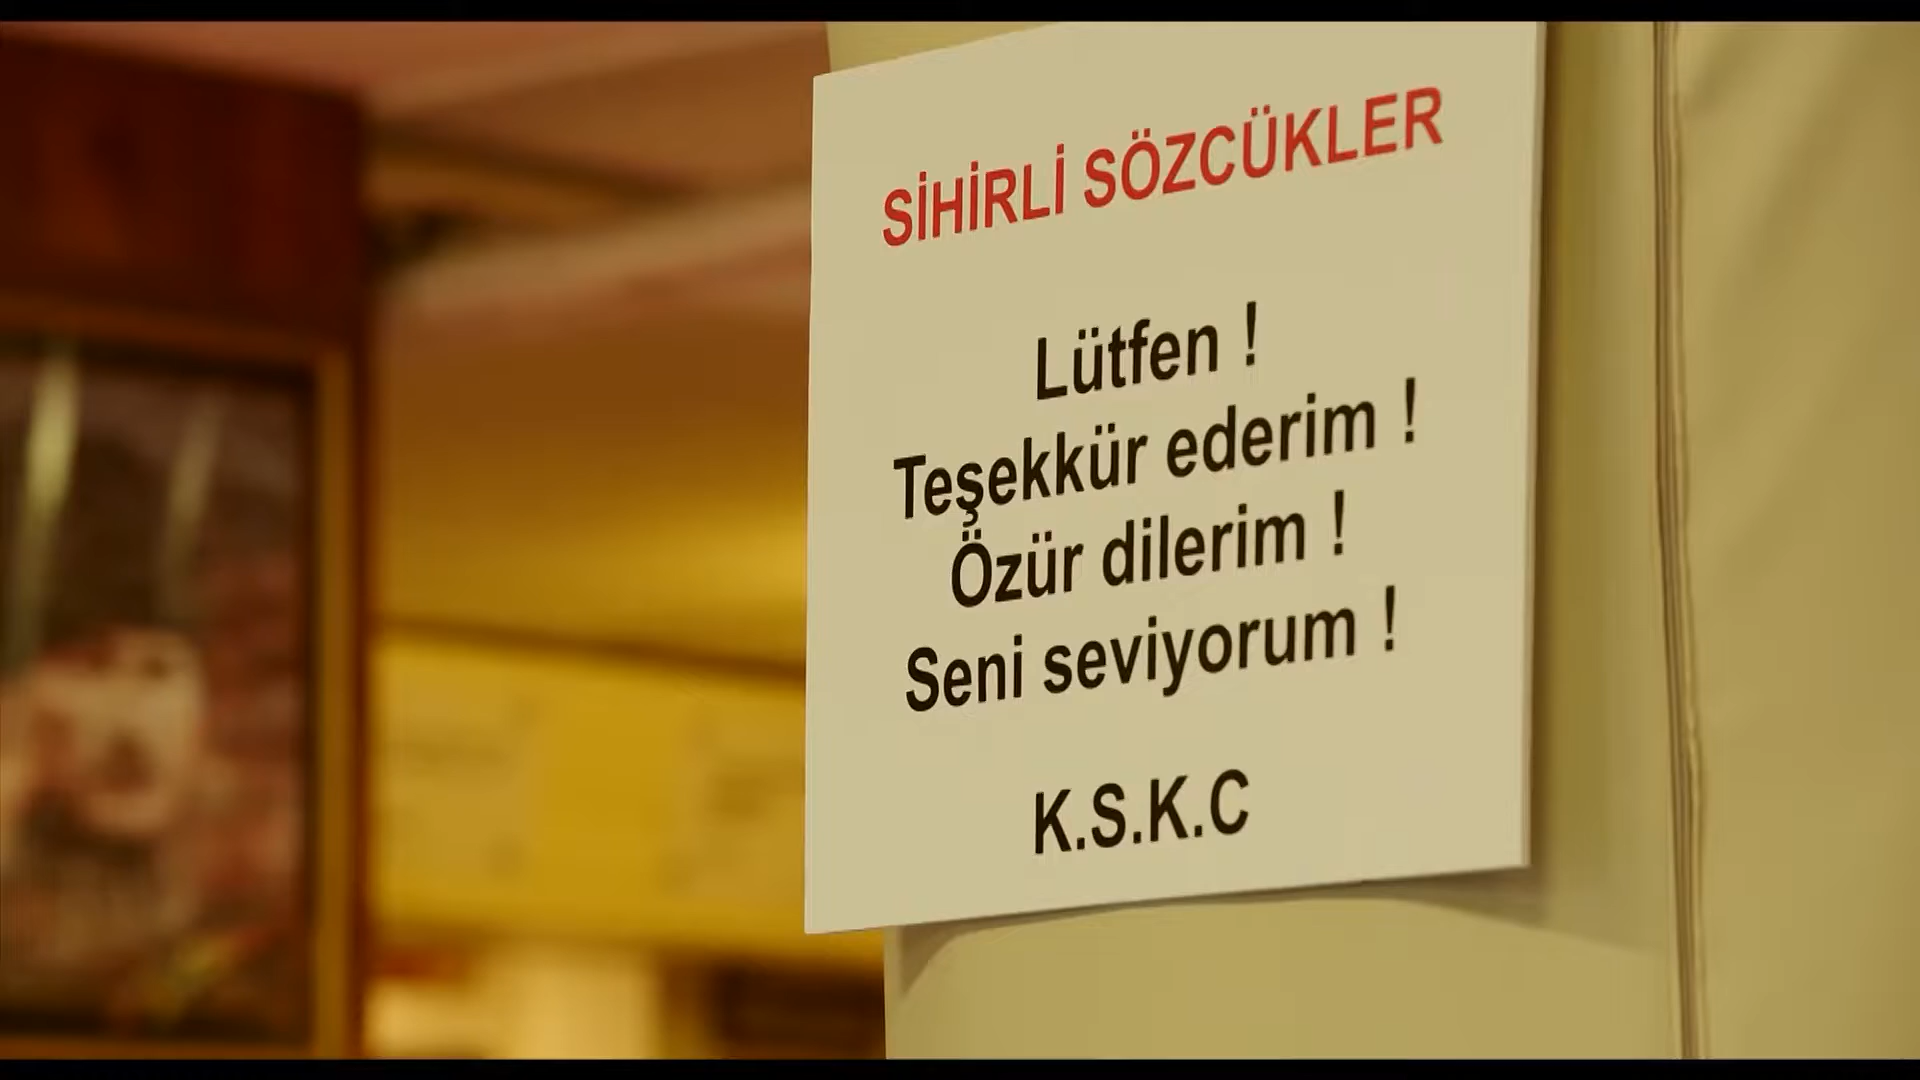 SİHİRLİ SÖZCÜKLER
Lütfen !
Teşekkür ederim !
Özür dilerim !
Seni seviyorum !
K.S.K.C